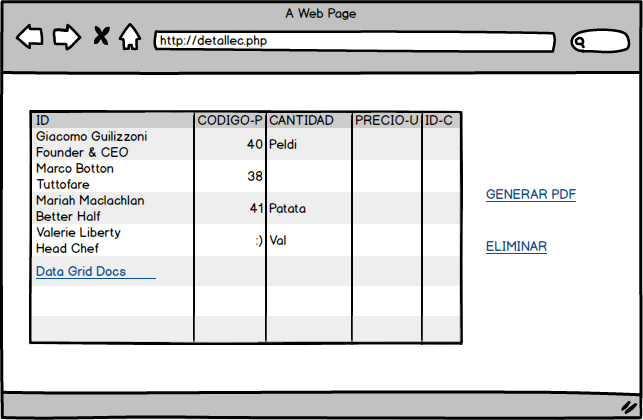 A Web Page
http://detallec.php
ID CODIGO-P CANTIDAD PRECIO-U ID-C
Giacomo Guilizzoni
Founder & CEO
40 Peldi
Marco Botton
Tuttofare
38
Mariah Maclachlan
Better Half
41 Patata
Valerie Liberty
Head Chef
:) Val
Data Grid Docs
GENERAR PDF
ELIMINAR